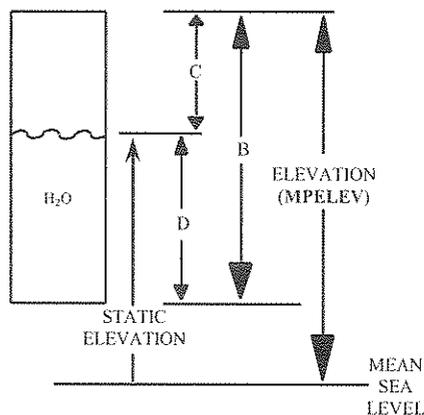 C
B
ELEVATION
(MPELEV)
H₂O
D
STATIC
ELEVATION
MEAN
SEA
LEVEL